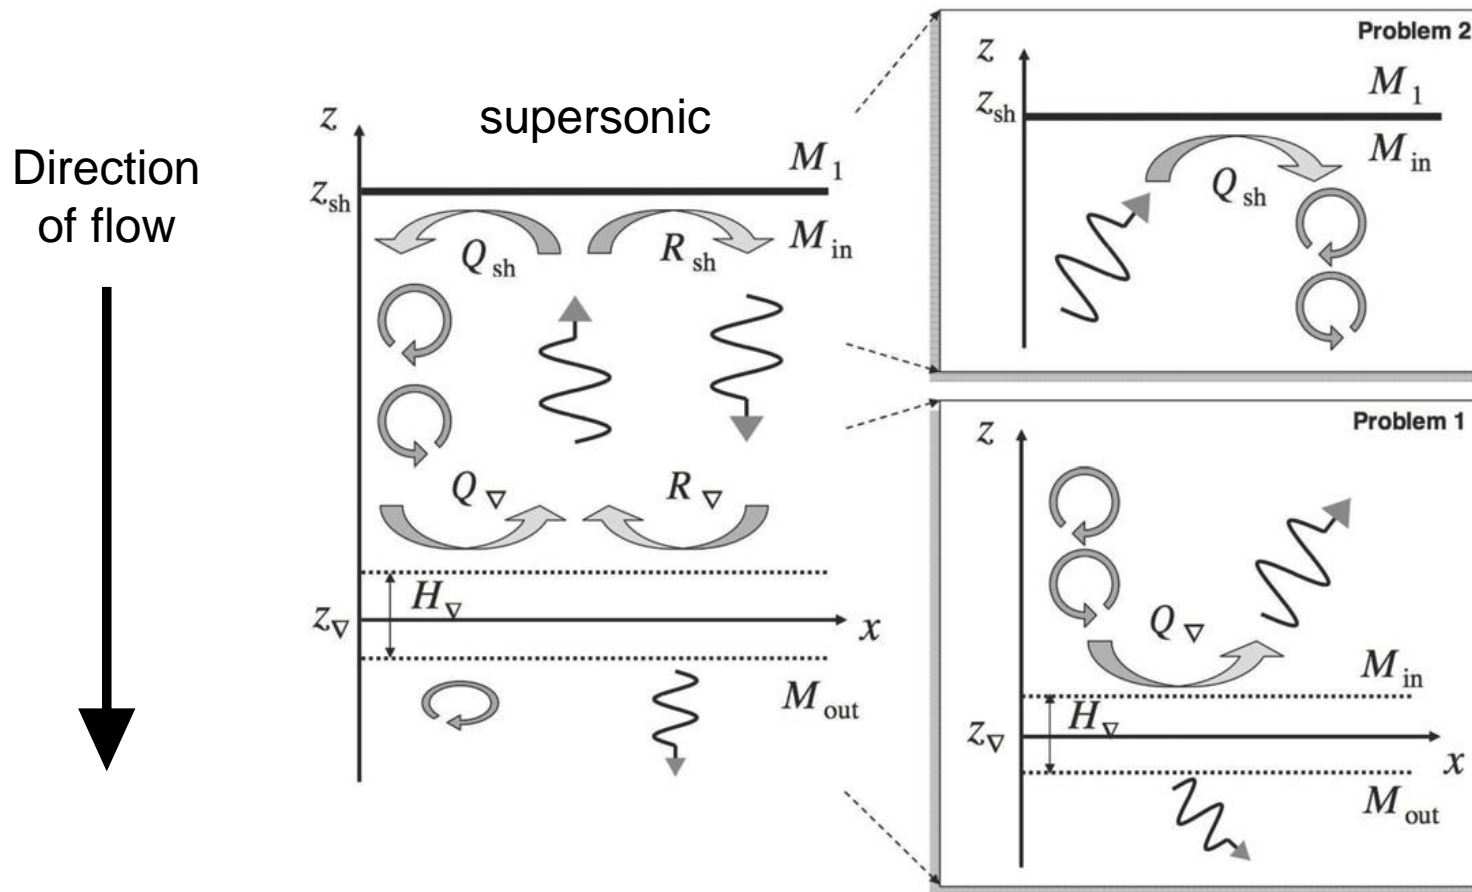 Direction
of flow
supersonic
z
z_sh
M_1
M_in
Q_sh
R_sh
Q_∇
R_∇
H_∇
z_∇
x
M_out
Problem 2
z
z_sh
M_1
M_in
Q_sh
Problem 1
z
Q_∇
M_in
H_∇
z_∇
x
M_out